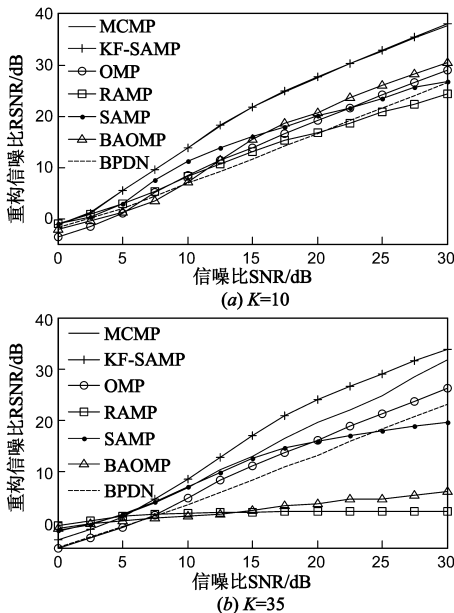 重构信噪比RSNR/dB
40
30
20
10
0
MCMP
KF-SAMP
OMP
RAMP
SAMP
BAOMP
BPDN
0 5 10 15 20 25 30
信噪比SNR/dB
(a) K=10
重构信噪比RSNR/dB
40
30
20
10
0
MCMP
KF-SAMP
OMP
RAMP
SAMP
BAOMP
BPDN
0 5 10 15 20 25 30
信噪比SNR/dB
(b) K=35